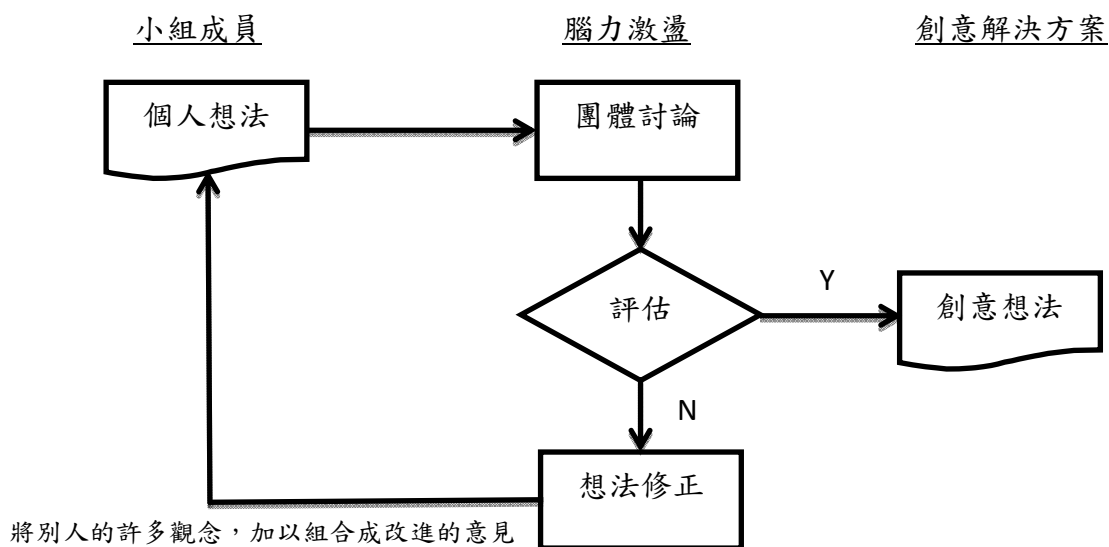 小組成員
腦力激盪
創意解決方案
個人想法
團體討論
評估
Y
創意想法
N
想法修正
將別人的許多觀念，加以組合成改進的意見